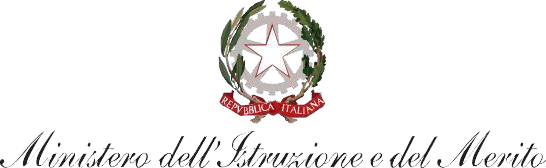 REPVBBLICA ITALIANA
Ministero dell'Istruzione e del Merito